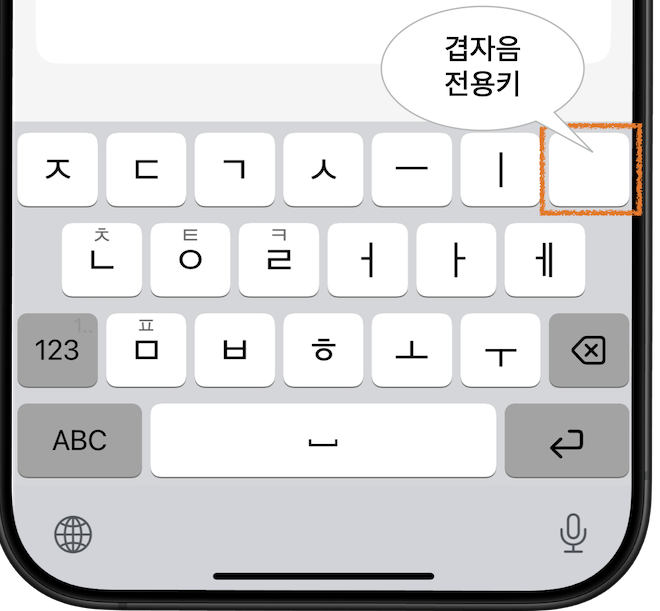 겹자음
전용키
ㅈ ㄷ ㄱ ㅅ ㅡ ㅣ
ㅊ ㅌ ㅋ
ㄴ ㅇ ㄹ ㅓ ㅏ ㅔ
1..
ㅍ
123 ㅁ ㅂ ㅎ ㅗ ㅜ
ABC